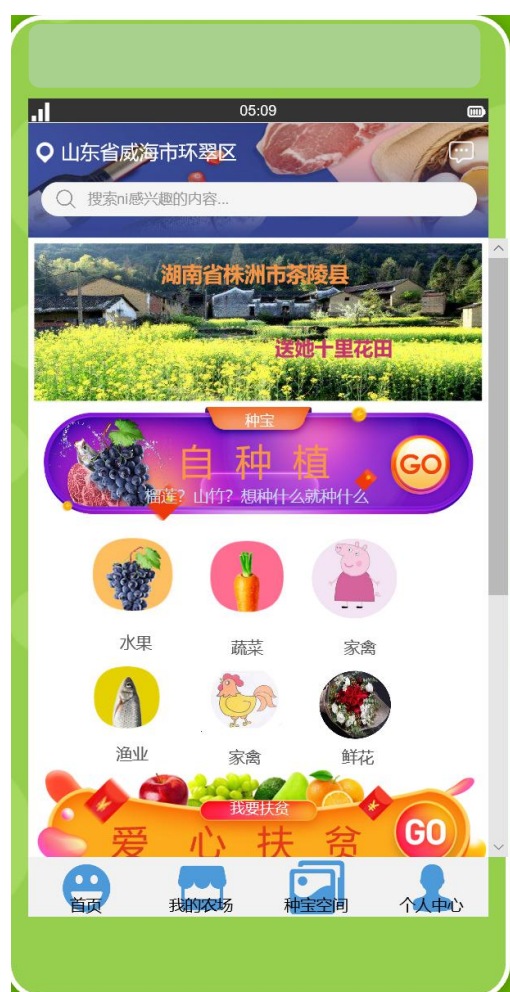 05:09
山东省威海市环翠区
搜索ni感兴趣的内容...
湖南省株洲市茶陵县
送她十里花田
种宝
自种植
GO
榴莲？山竹？想种什么就种什么
水果
蔬菜
家禽
渔业
家禽
鲜花
我要扶贫
爱心扶贫
GO
首页
我的农场
种宝空间
个人中心